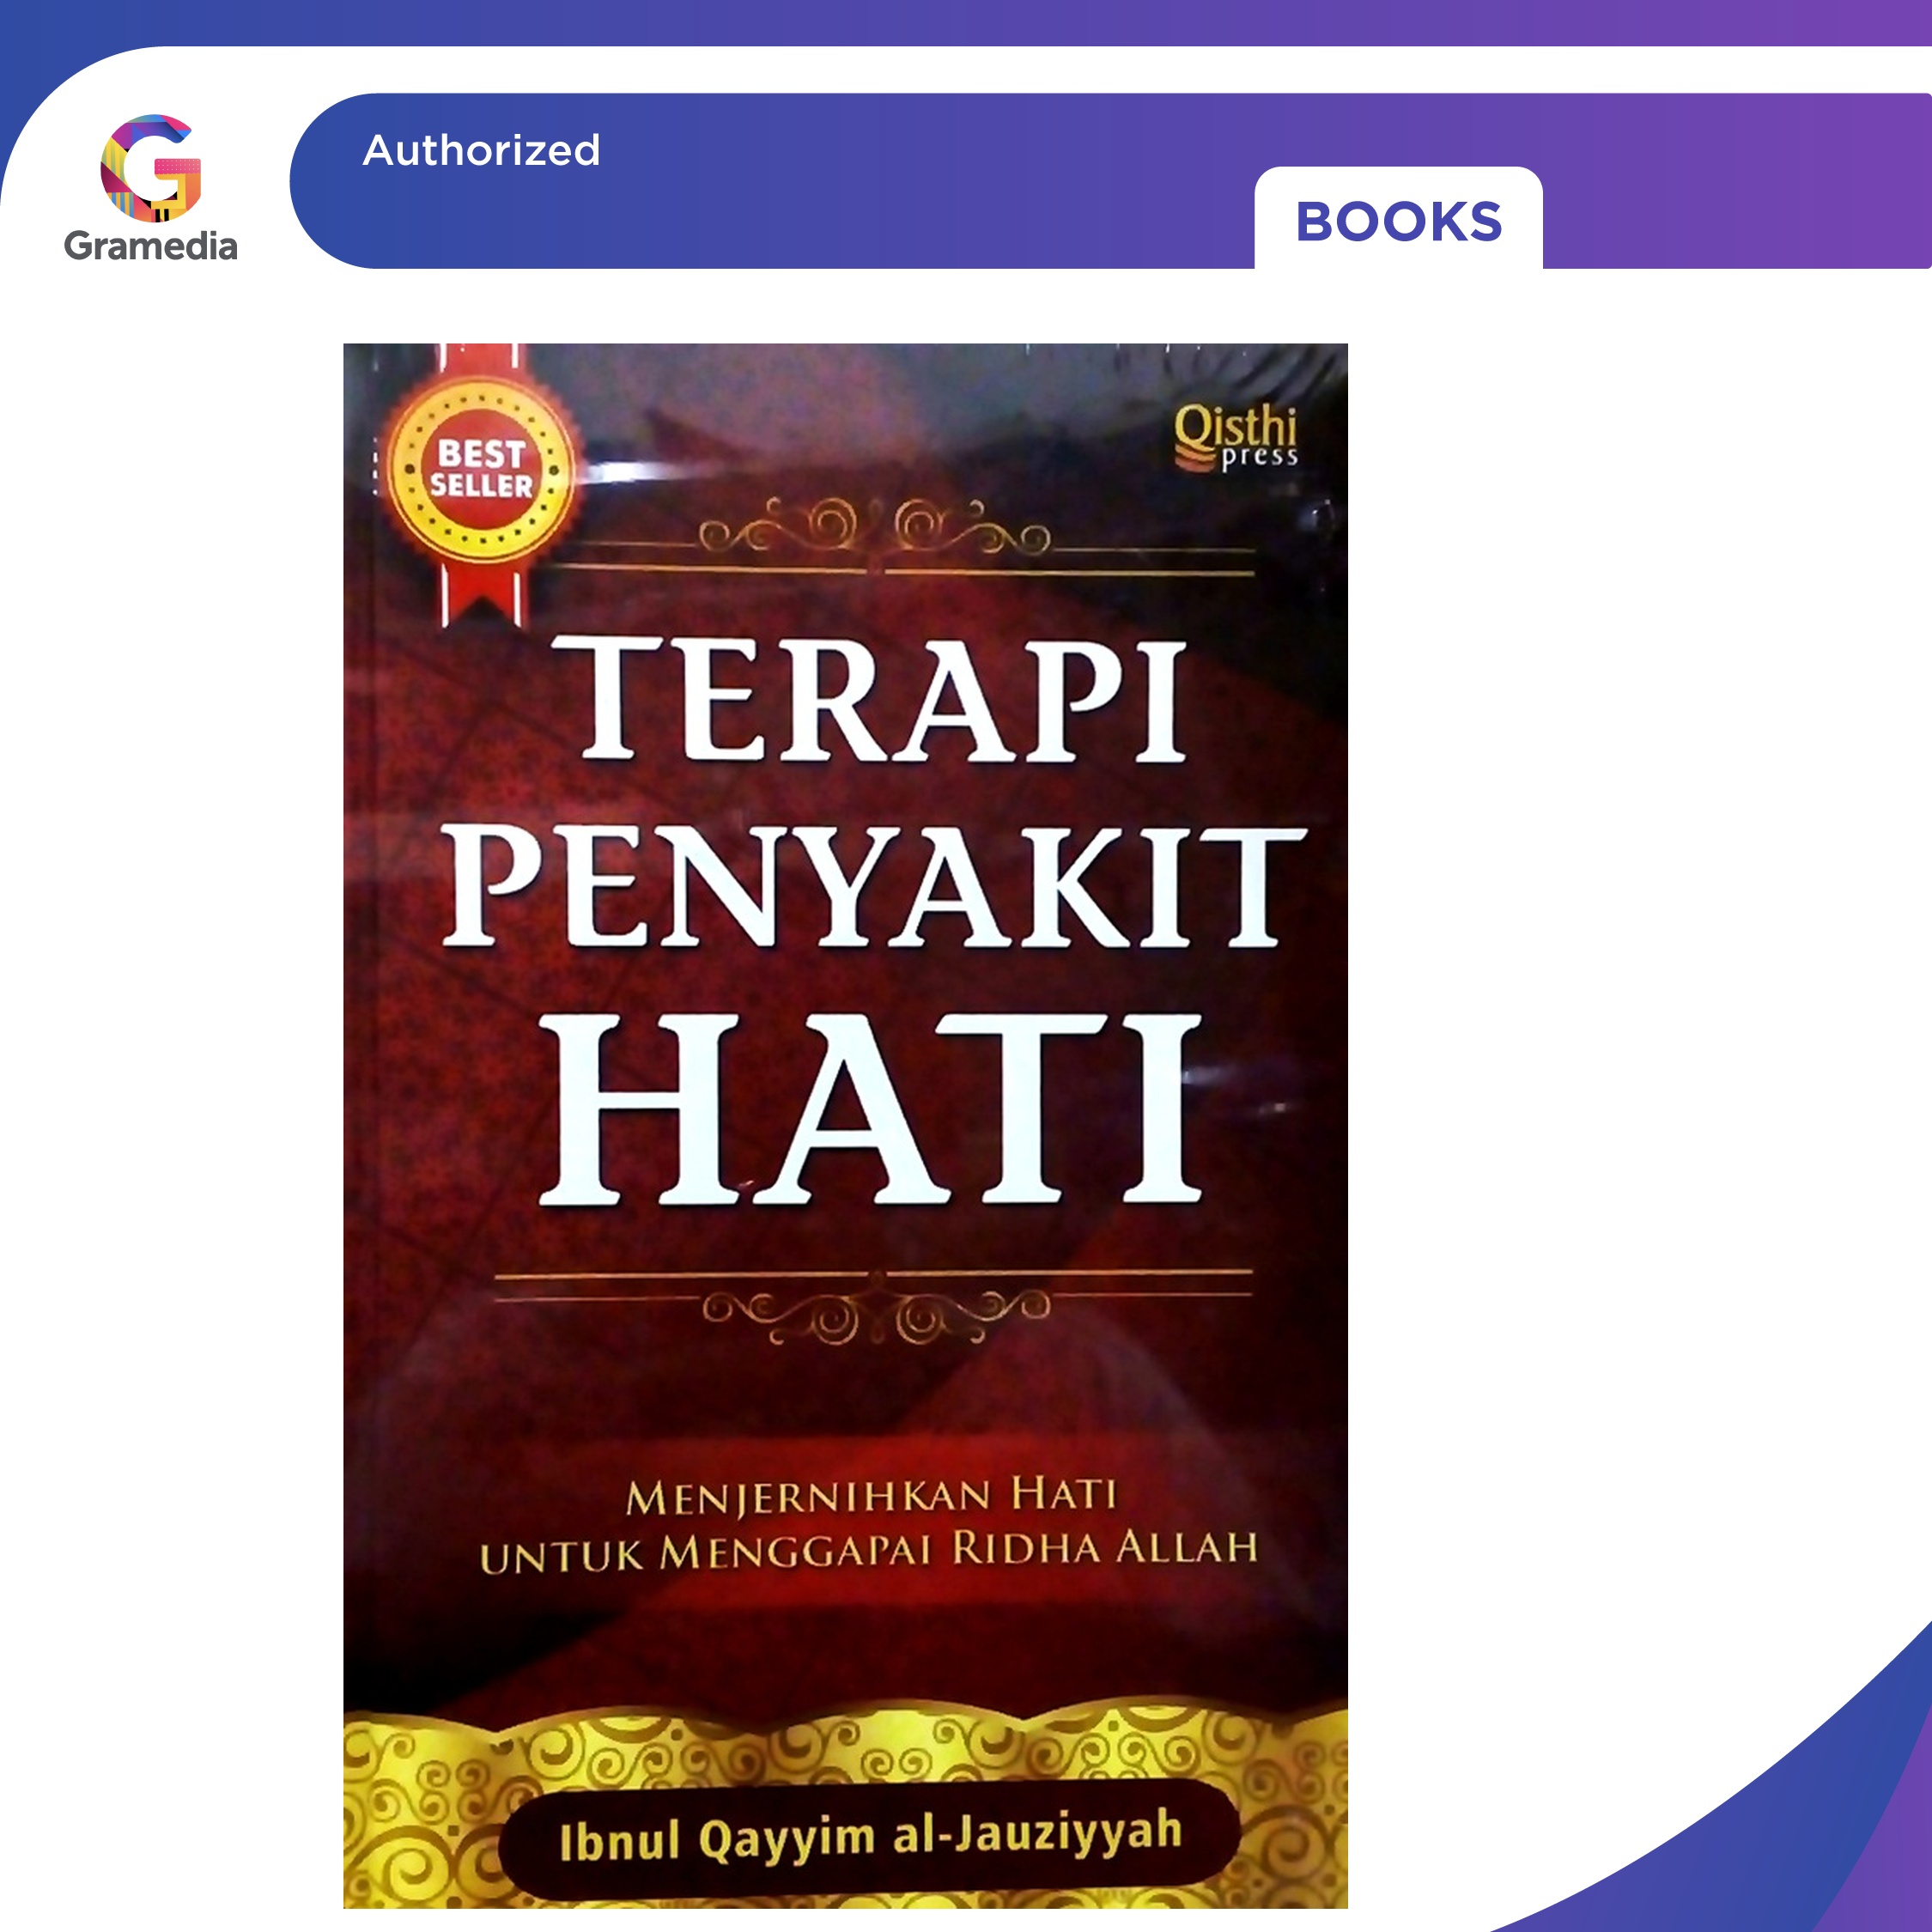 Gramedia
Authorized
BOOKS
BEST
SELLER
Qisthi
press
TERAPI
PENYAKIT
HATI
MENJERNIHKAN HATI
UNTUK MENGGAPAI RIDHA ALLAH
Ibnul Qayyim al-Jauziyyah